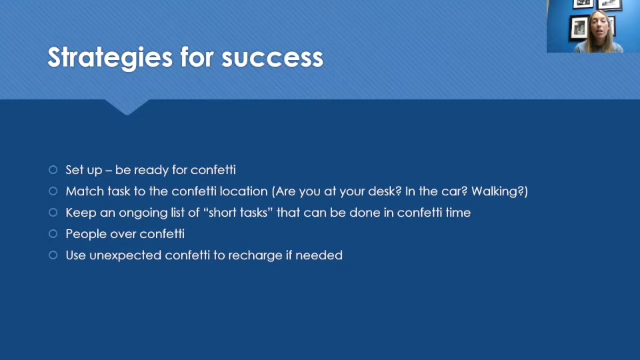 Strategies for success
Set up – be ready for confetti
Match task to the confetti location (Are you at your desk? In the car? Walking?)
Keep an ongoing list of “short tasks” that can be done in confetti time
People over confetti
Use unexpected confetti to recharge if needed